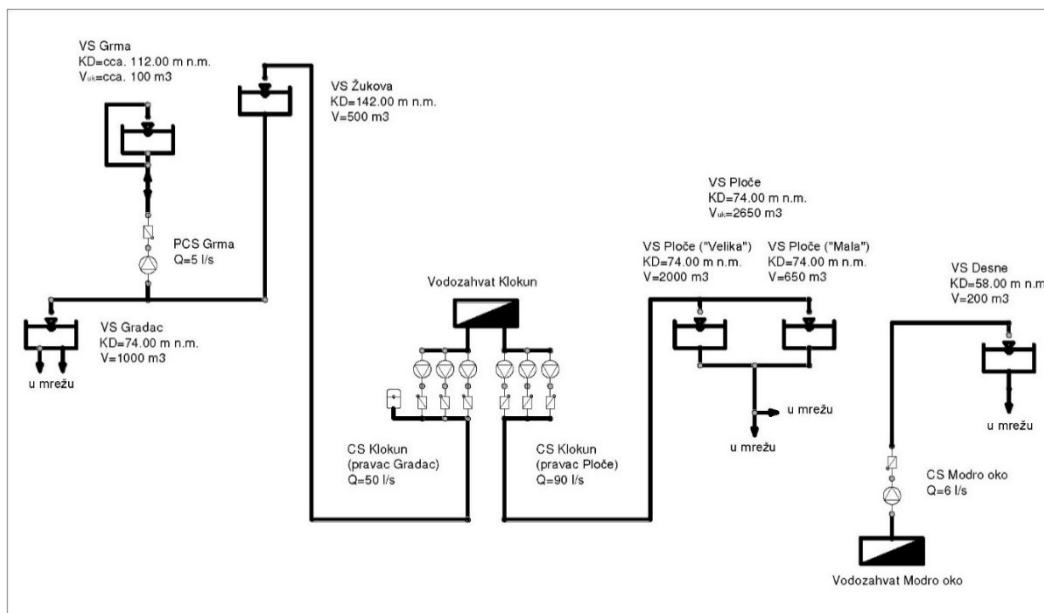 VS Grma
KD=cca. 112.00 m n.m.
Vuk=cca. 100 m3
VS Žukova
KD=142.00 m n.m.
V=500 m3
PCS Grma
Q=5 l/s
VS Gradac
KD=74.00 m n.m.
V=1000 m3
u mrežu
Vodozahvat Klokun
CS Klokun
(pravac Gradac)
Q=50 l/s
CS Klokun
(pravac Ploče)
Q=90 l/s
VS Ploče
KD=74.00 m n.m.
Vuk=2650 m3
VS Ploče ("Velika")
KD=74.00 m n.m.
V=2000 m3
VS Ploče ("Mala")
KD=74.00 m n.m.
V=650 m3
u mrežu
u mrežu
VS Desne
KD=58.00 m n.m
V=200 m3
u mrežu
CS Modro oko
Q=6 l/s
Vodozahvat Modro oko